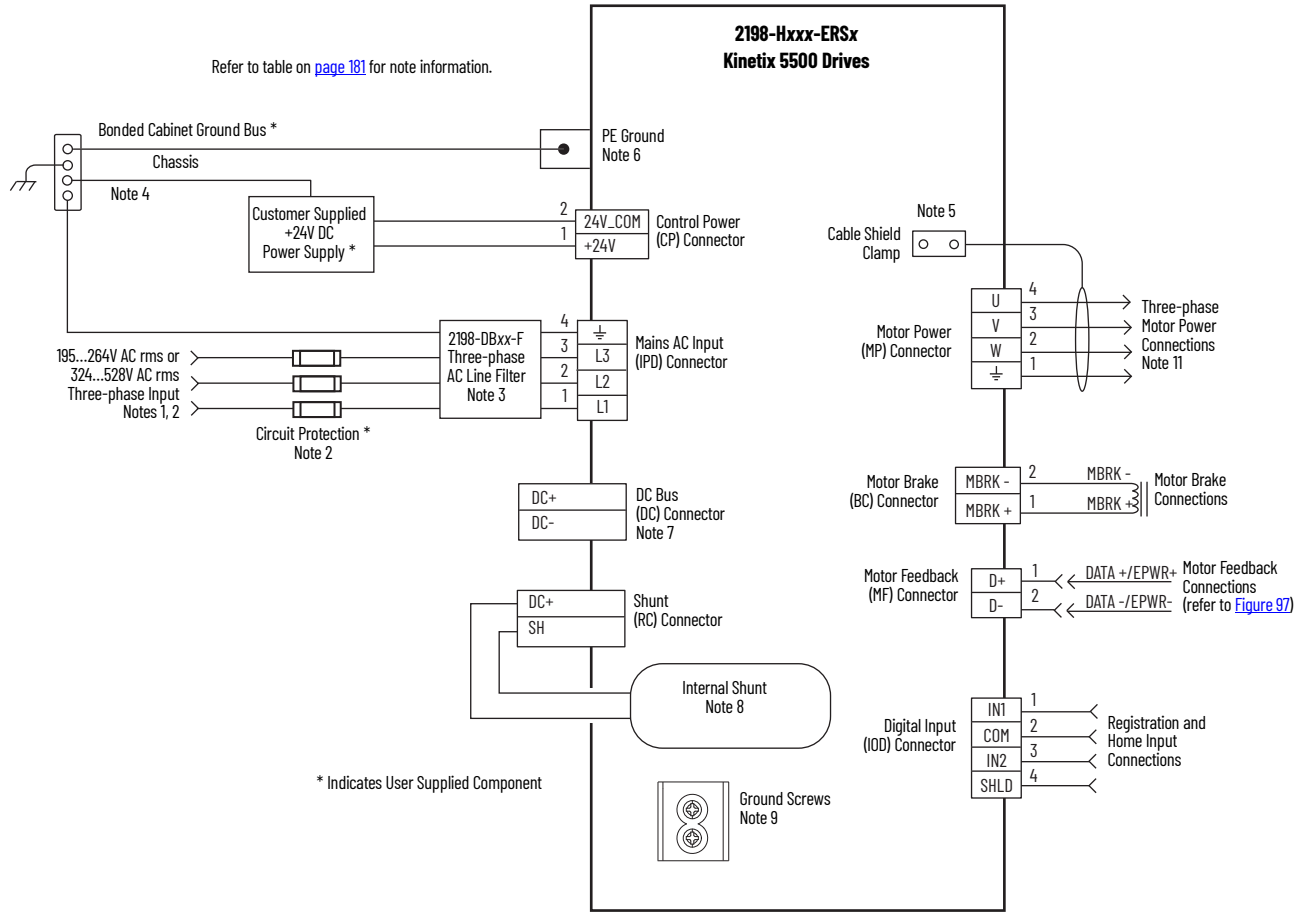 2198-Hxxx-ERSx
Kinetix 5500 Drives
Refer to table on page 181 for note information.
Bonded Cabinet Ground Bus *
Chassis
Note 4
PE Ground
Note 6
Customer Supplied
+24V DC
Power Supply *
2
1
24V_COM
+24V
Control Power
(CP) Connector
Note 5
Cable Shield
Clamp
195...264V AC rms or
324...528V AC rms
Three-phase Input
Notes 1, 2
Circuit Protection *
Note 2
2198-DBxx-F
Three-phase
AC Line Filter
Note 3
4
3
2
1
L3
L2
L1
Mains AC Input
(IPD) Connector
Motor Power
(MP) Connector
U
V
W
4
3
2
1
Three-phase
Motor Power
Connections
Note 11
DC+
DC-
DC Bus
(DC) Connector
Note 7
Motor Brake
(BC) Connector
MBRK -
MBRK +
2
1
MBRK -
MBRK +
Motor Brake
Connections
DC+
SH
Shunt
(RC) Connector
Motor Feedback
(MF) Connector
D+
D-
1
2
DATA +/EPWR+
DATA -/EPWR-
Motor Feedback
Connections
(refer to Figure 97)
Internal Shunt
Note 8
Digital Input
(IOD) Connector
IN1
COM
IN2
SHLD
1
2
3
4
Registration and
Home Input
Connections
* Indicates User Supplied Component
Ground Screws
Note 9